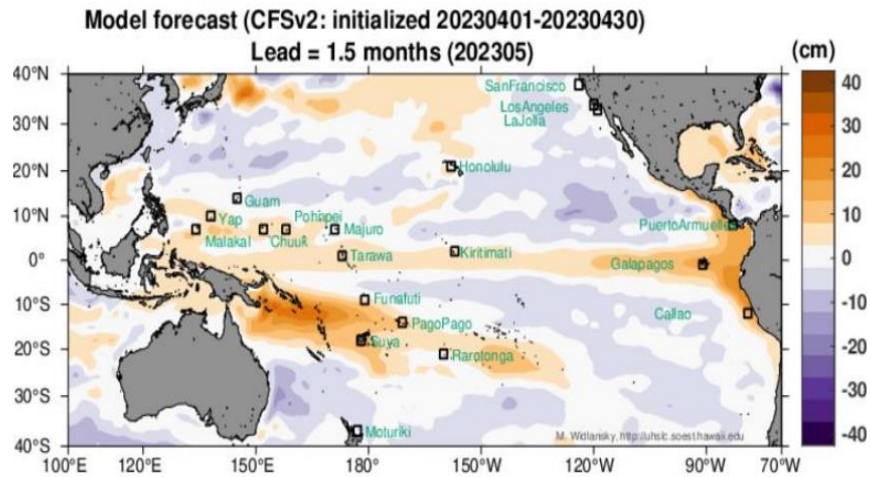 Model forecast (CFSv2: initialized 20230401-20230430)
Lead = 1.5 months (202305)
(cm)
40°N
30°N
20°N
10°N
0°
10°S
20°S
30°S
40°S
SanFrancisco
LosAngeles
LaJolla
Honolulu
Guam
Yap
Pohnpei
Malakal
Chuuk
Majuro
PuertoArmuelles
Tarawa
Kiritimati
Galapagos
Funafuti
Callao
PagoPago
Suva
Rarotonga
Moturiki
M. Widlansky, http://uhslc.soest.hawaii.edu
100°E
120°E
150°E
180°
150°W
120°W
90°W
70°W
40
30
20
10
0
-10
-20
-30
-40